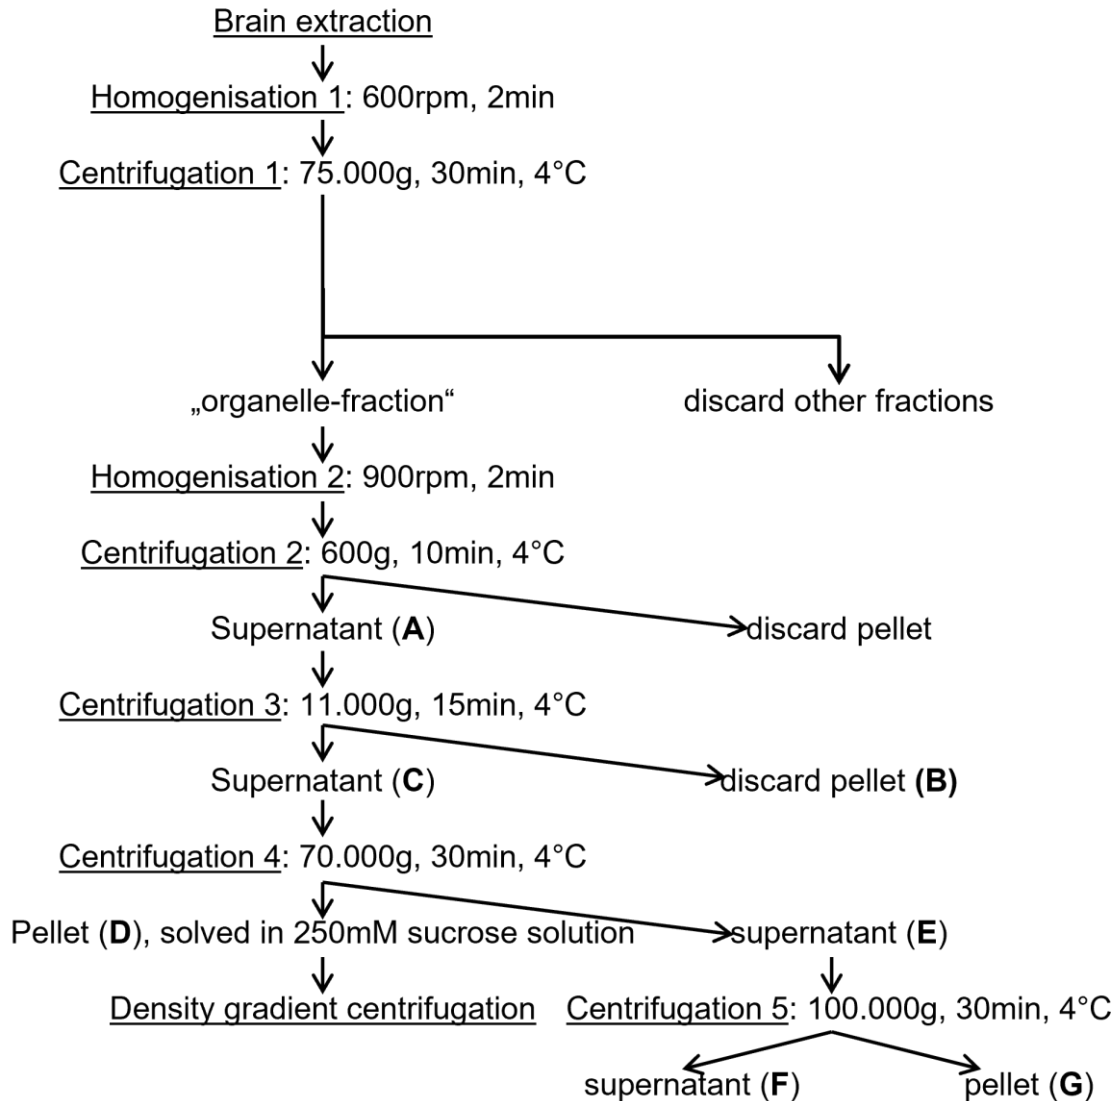 Brain extraction
Homogenisation 1: 600rpm, 2min
Centrifugation 1: 75.000g, 30min, 4°C
„organelle-fraction“ discard other fractions
Homogenisation 2: 900rpm, 2min
Centrifugation 2: 600g, 10min, 4°C
Supernatant (A) discard pellet
Centrifugation 3: 11.000g, 15min, 4°C
Supernatant (C) discard pellet (B)
Centrifugation 4: 70.000g, 30min, 4°C
Pellet (D), solved in 250mM sucrose solution supernatant (E)
Density gradient centrifugation Centrifugation 5: 100.000g, 30min, 4°C
supernatant (F) pellet (G)